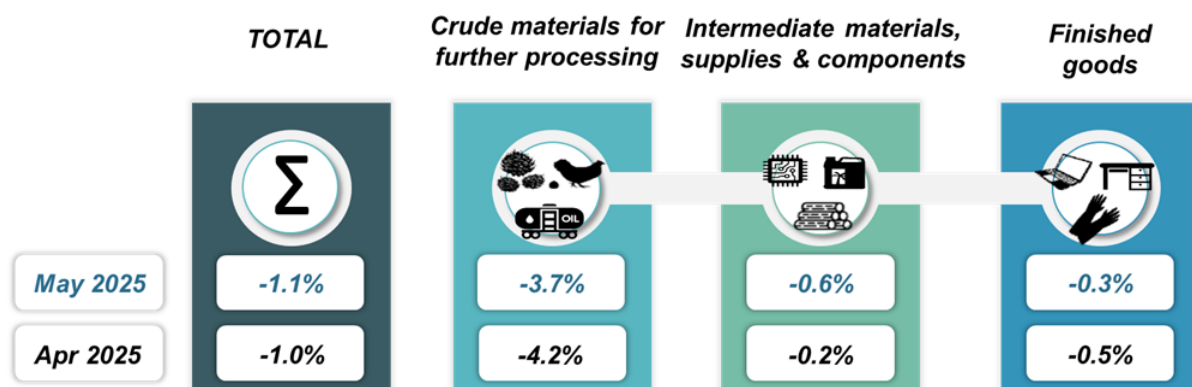 TOTAL
Crude materials for
further processing
Intermediate materials,
supplies & components
Finished
goods
Σ
OIL
May 2025
-1.1%
-3.7%
-0.6%
-0.3%
Apr 2025
-1.0%
-4.2%
-0.2%
-0.5%